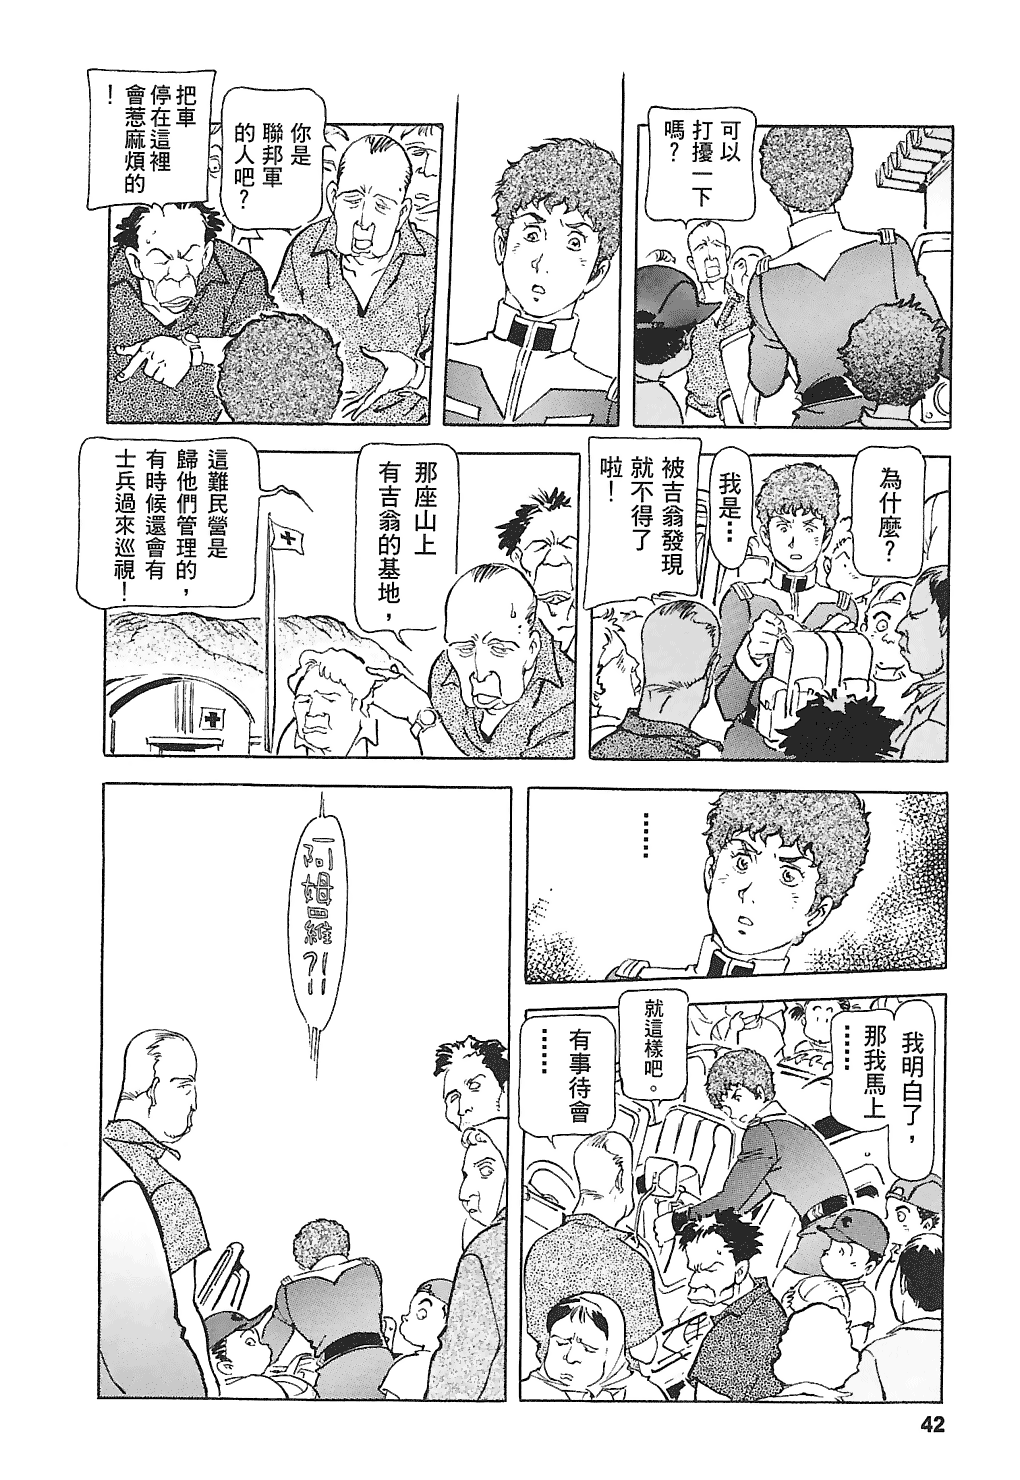 可以
打擾一下
嗎？
你是
聯邦軍
的人吧？
把車
停在這裡
會惹麻煩的
！
為什麼？
我是⋯⋯
被吉翁發現
就不得了
啦！
那座山上
有吉翁的基地，
這難民營是
歸他們管理的，
有時候還會有
士兵過來巡視！
⋯⋯
我明白了，
那我馬上
⋯⋯
就這樣吧。
有事待會
⋯⋯
阿姆羅維？！！
42